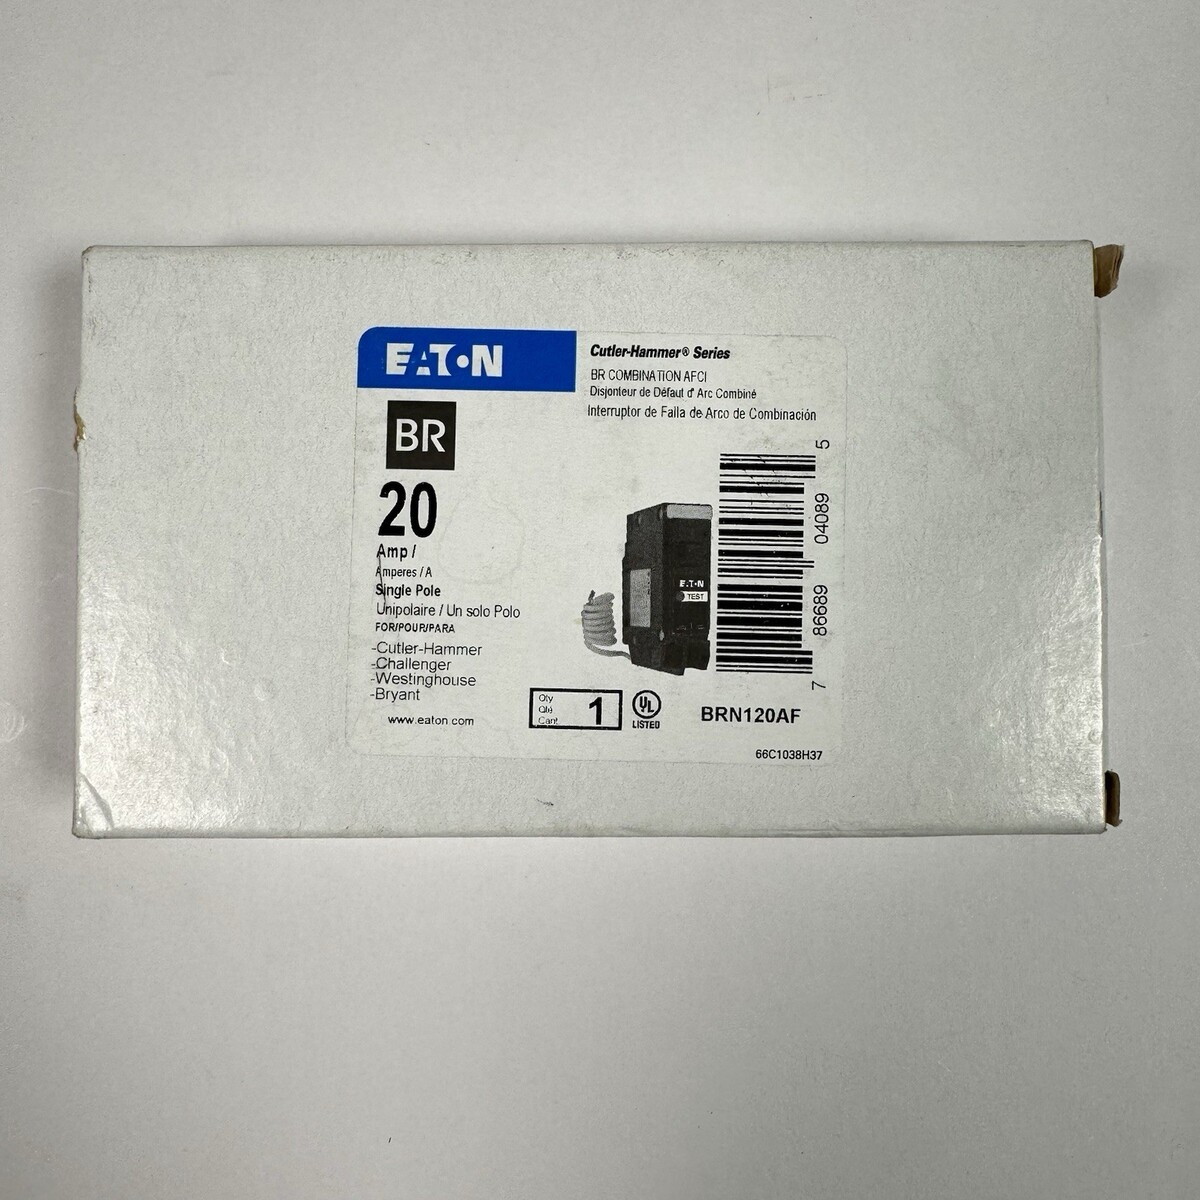 EATON
Cutler-Hammer® Series
BR COMBINATION AFCI
Disjonteur de Défaut d' Arc Combiné
Interruptor de Falla de Arco de Combinación
BR
20
Amp /
Amperes / A
Single Pole
Unipolaire / Un solo Polo
FOR/POUR/PARA
-Cutler-Hammer
-Challenger
-Westinghouse
-Bryant
www.eaton.com
EATON
TEST
7 86689 04089 5
Qty
Qté
Cant
1
UL
LISTED
BRN120AF
66C1038H37